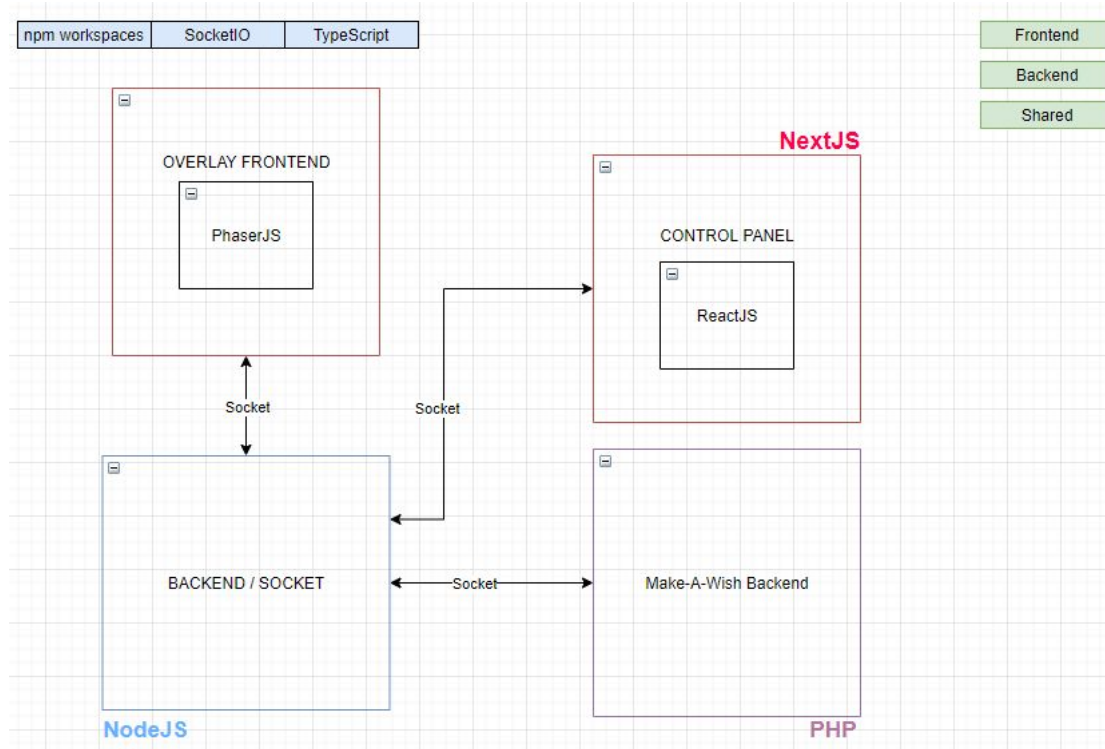 npm workspaces SocketIO TypeScript
Frontend
Backend
Shared
OVERLAY FRONTEND
PhaserJS
NextJS
CONTROL PANEL
ReactJS
Socket
Socket
BACKEND / SOCKET
Socket
Make-A-Wish Backend
NodeJS
PHP